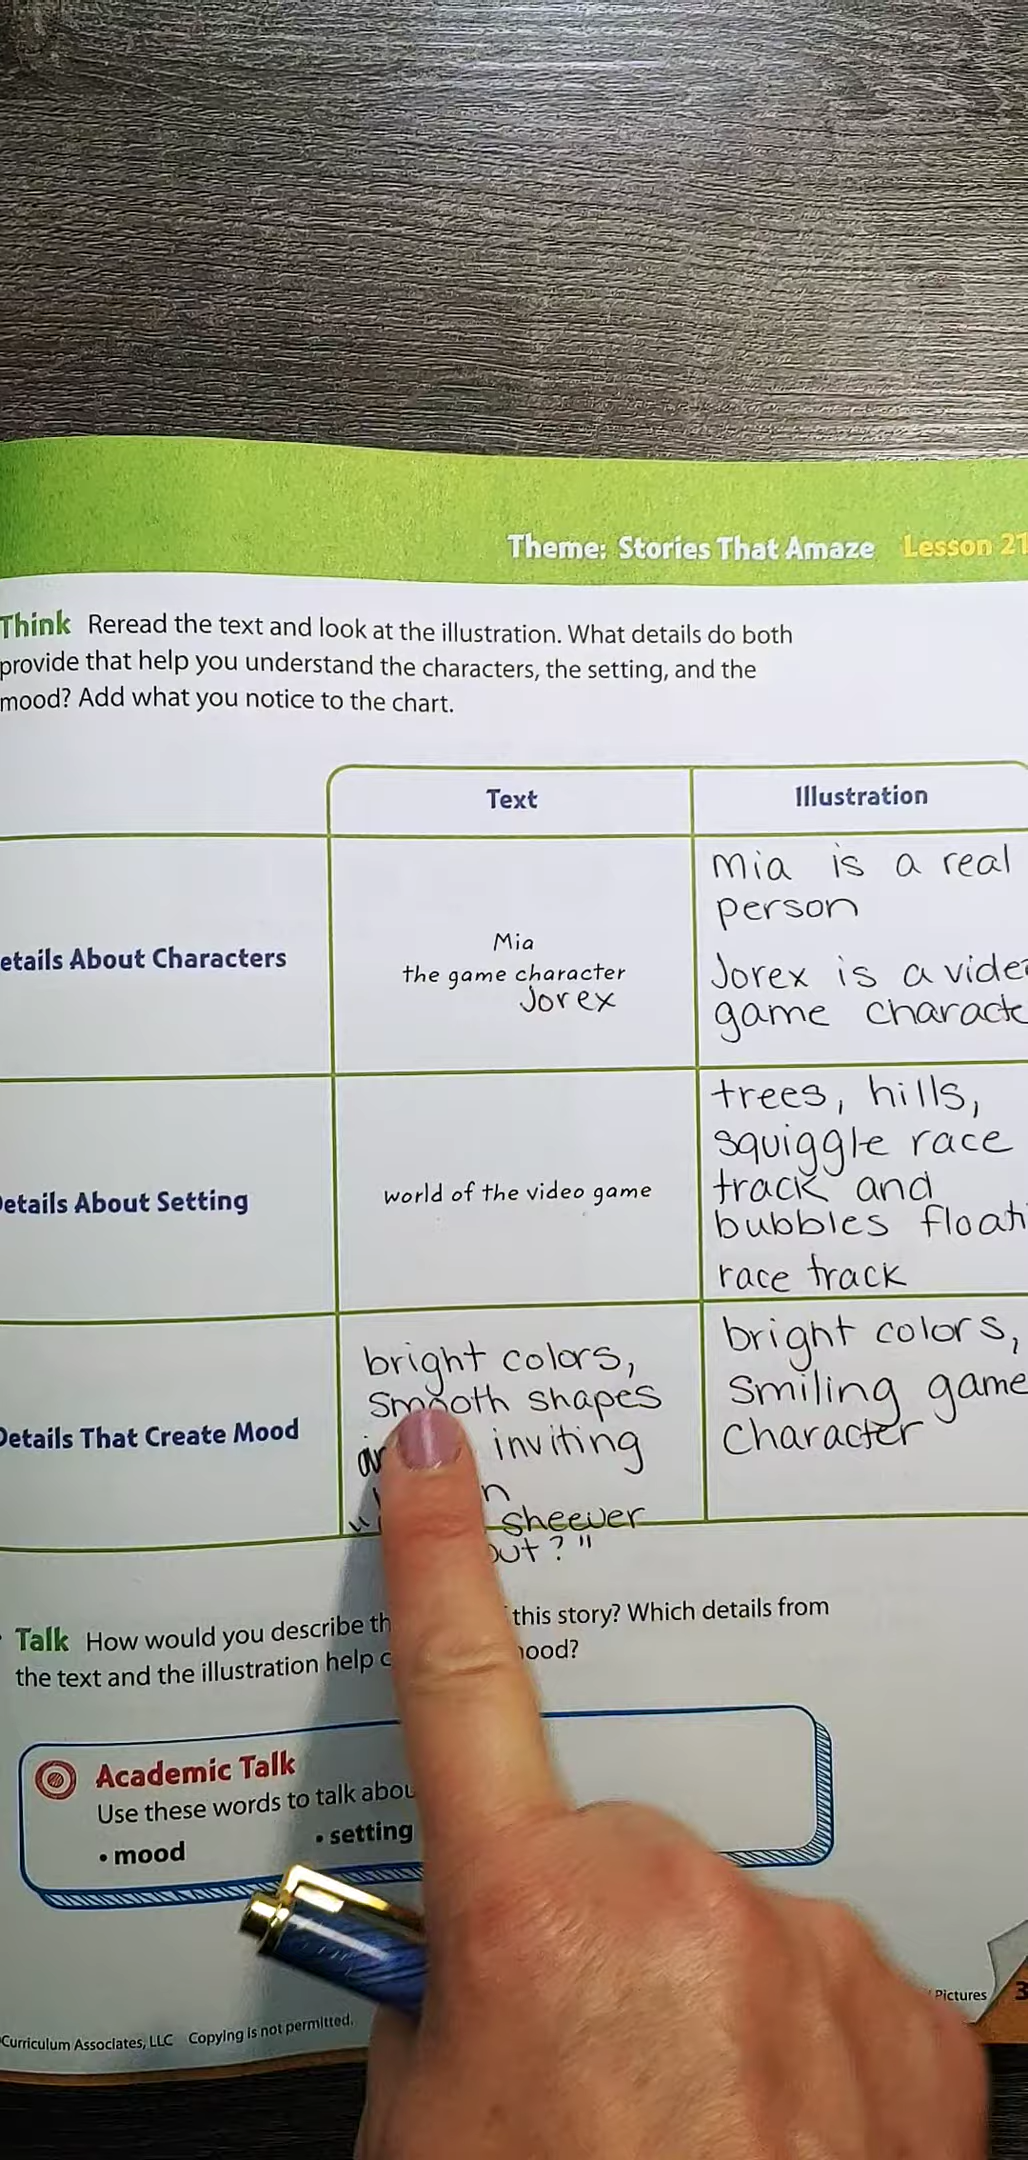 Theme: Stories That Amaze Lesson 21
Think Reread the text and look at the illustration. What details do both
provide that help you understand the characters, the setting, and the
mood? Add what you notice to the chart.
Text
Illustration
etails About Characters
Mia
the game character
Jorex
Mia is a real
person
Jorex is a vide
game characte
etails About Setting
world of the video game
trees, hills,
squiggle race
track and
bubbles floati
race track
Details That Create Mood
bright colors,
smooth shapes
inviting
sheever
out?"
bright colors,
smiling game
character
Talk How would you describe th this story? Which details from
the text and the illustration help c ood?
Academic Talk
Use these words to talk abou
• mood
• setting
Pictures 3
Curriculum Associates, LLC Copying is not permitted.